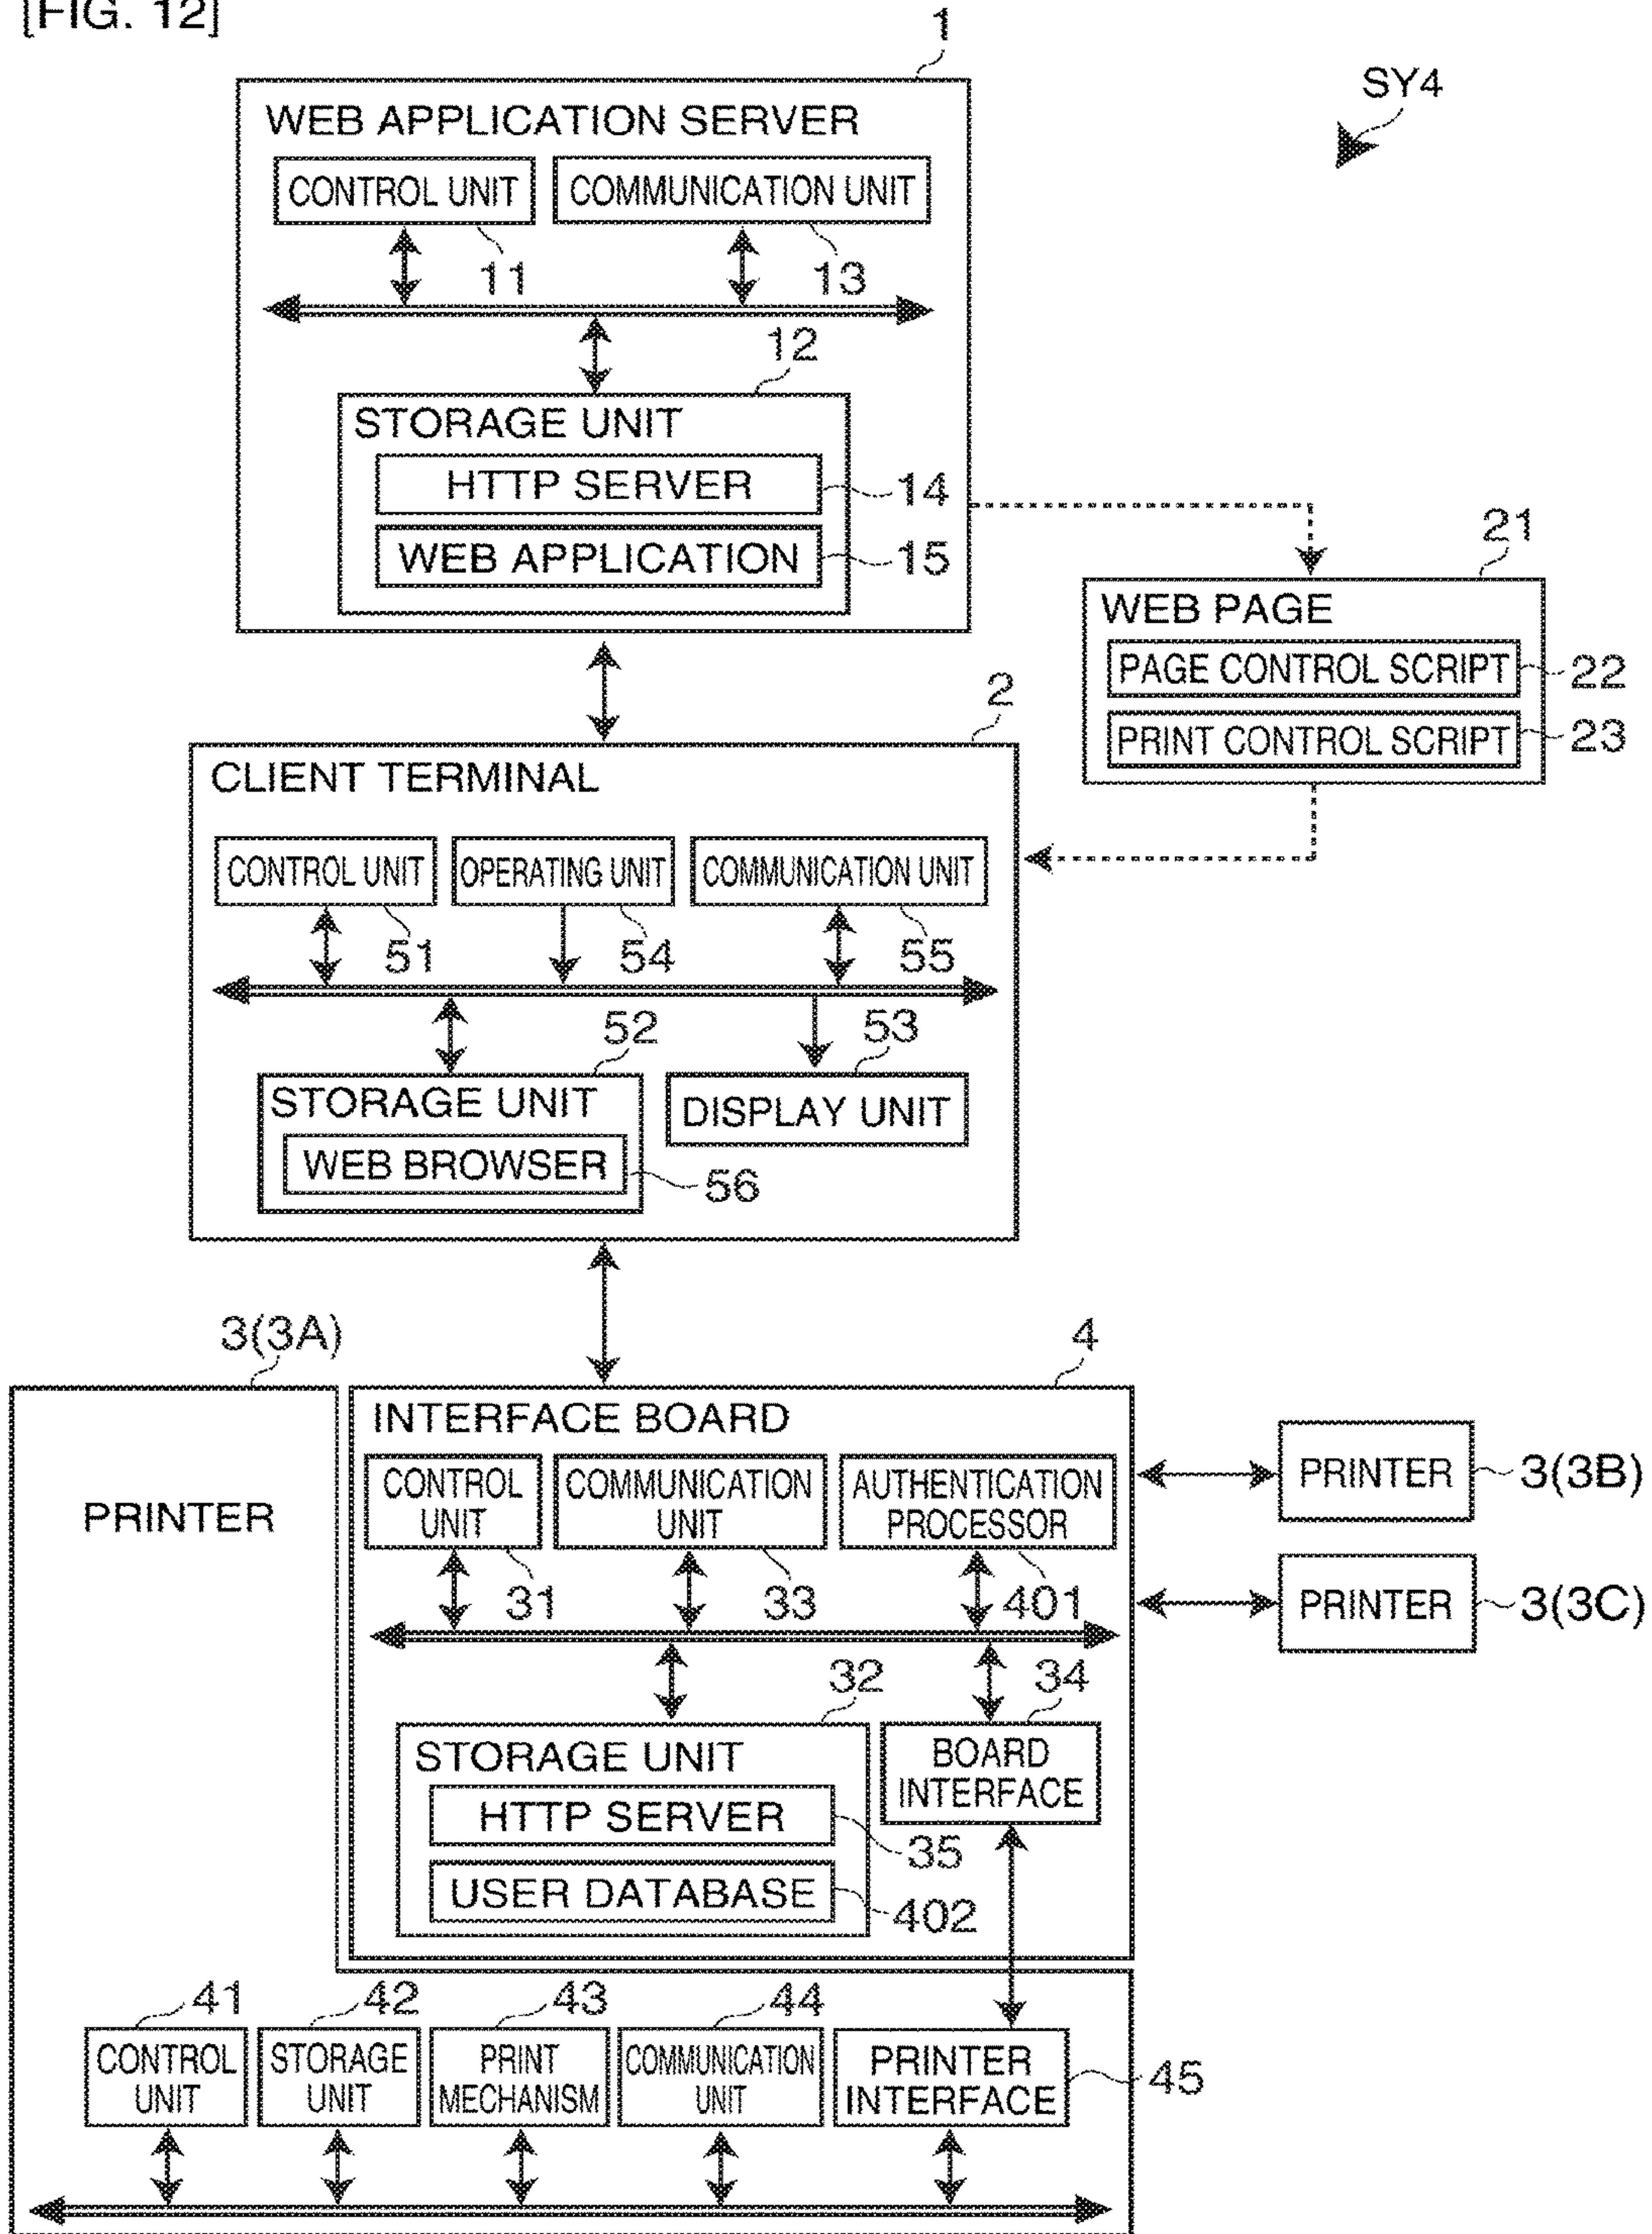 [FIG. 12]
1
SY4
WEB APPLICATION SERVER
CONTROL UNIT
COMMUNICATION UNIT
11
13
12
STORAGE UNIT
HTTP SERVER
14
WEB APPLICATION
15
21
WEB PAGE
PAGE CONTROL SCRIPT
22
PRINT CONTROL SCRIPT
23
2
CLIENT TERMINAL
CONTROL UNIT
OPERATING UNIT
COMMUNICATION UNIT
51
54
55
52
53
STORAGE UNIT
WEB BROWSER
56
DISPLAY UNIT
3(3A)
4
PRINTER
INTERFACE BOARD
CONTROL
UNIT
COMMUNICATION
UNIT
AUTHENTICATION
PROCESSOR
31
33
401
PRINTER
3(3B)
PRINTER
3(3C)
32
34
STORAGE UNIT
HTTP SERVER
35
USER DATABASE
402
BOARD
INTERFACE
41
42
43
44
CONTROL
UNIT
STORAGE
UNIT
PRINT
MECHANISM
COMMUNICATION
UNIT
PRINTER
INTERFACE
45